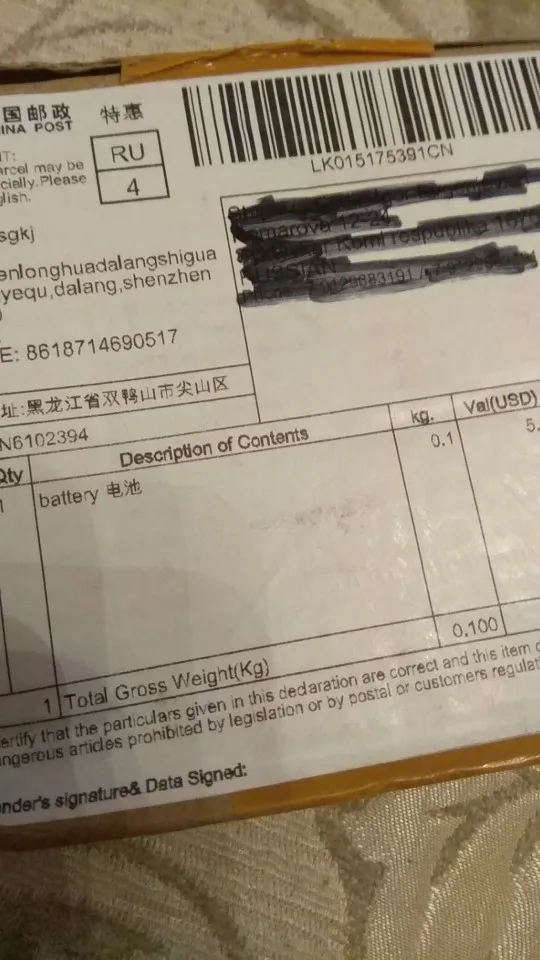 国邮政 特惠
INA POST
RU
4
T:
arcel may be
cially.Please
glish.
LK015175391CN
sgkj
enlonghuadalangshigua
yequ,dalang,shenzhen
E: 8618714690517
址:黑龙江省双鸭山市尖山区
N6102394
Qty Description of Contents kg. Val(USD)
1 battery 电池 0.1 5.
0.100
1 Total Gross Weight(Kg)
ertify that the particulars given in this declaration are correct and this item
ngerous articles prohibited by legislation or by postal or customers regulat
nder's signature& Data Signed: